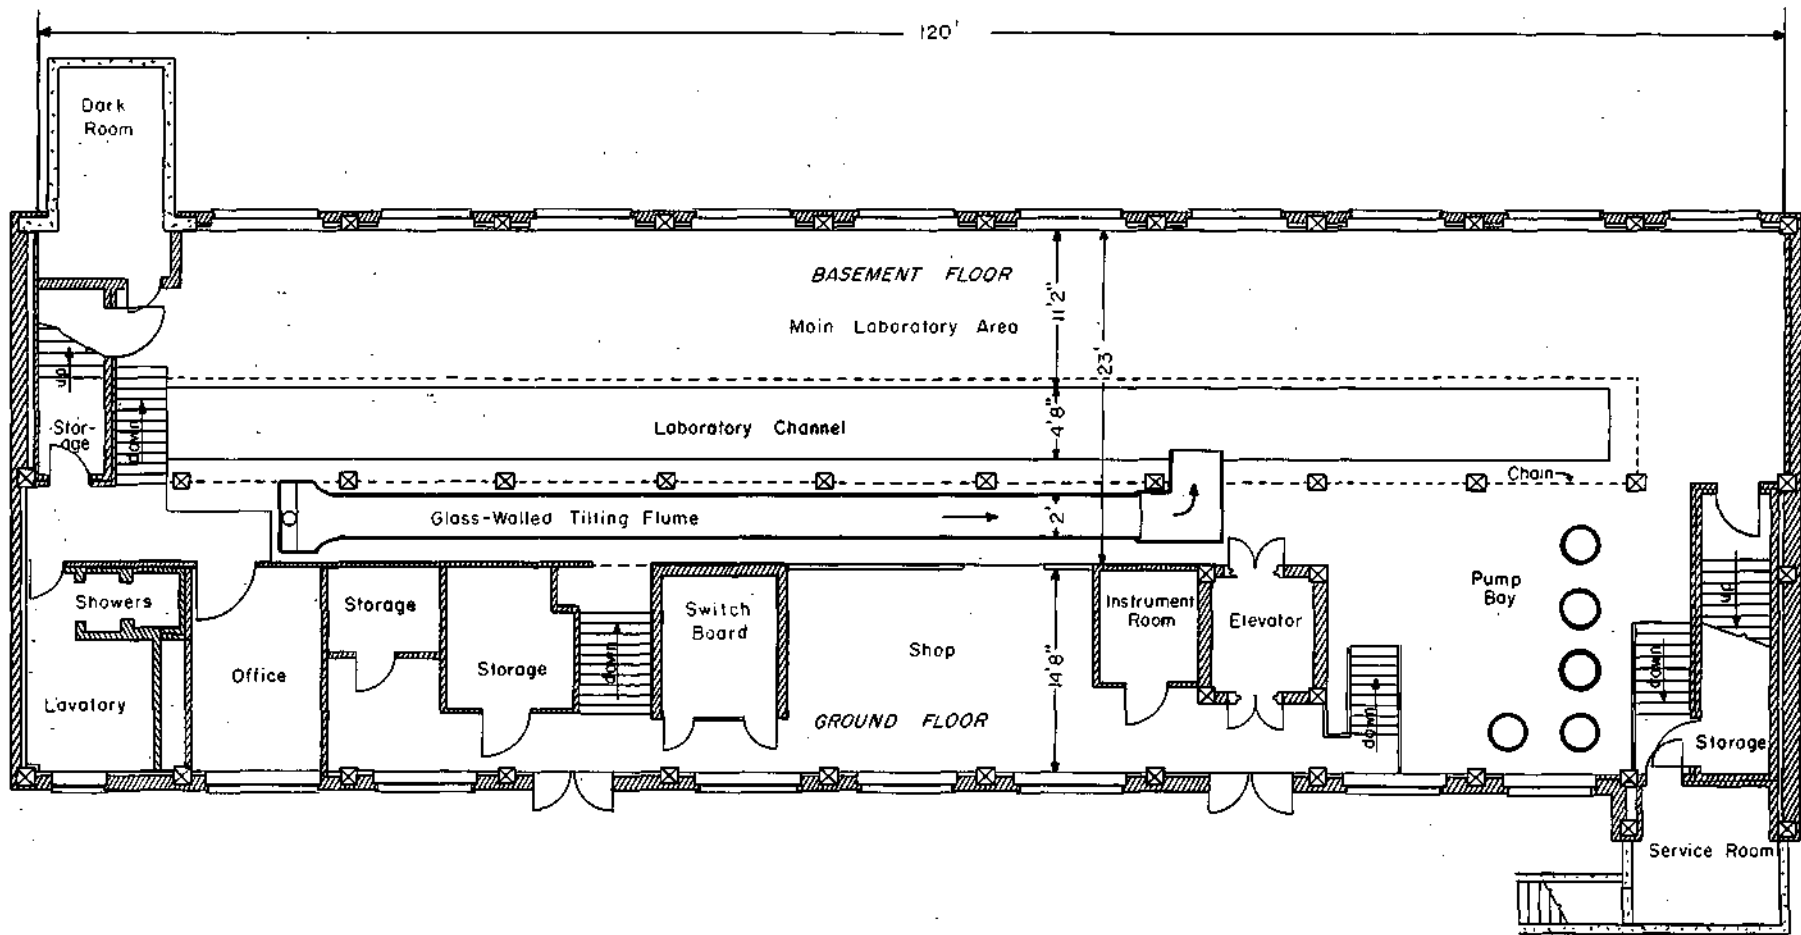 120'
Dark
Room
BASEMENT FLOOR
Main Laboratory Area
11'2"
23'
up
Stor-
age
down
Laboratory Channel
4'8"
Chain
Glass-Walled Tilting Flume
2'
Showers
Lavatory
Office
Storage
Storage
down
Switch
Board
Shop
GROUND FLOOR
14'8"
Instrument
Room
Elevator
down
Pump
Bay
up
down
Storage
Service Room